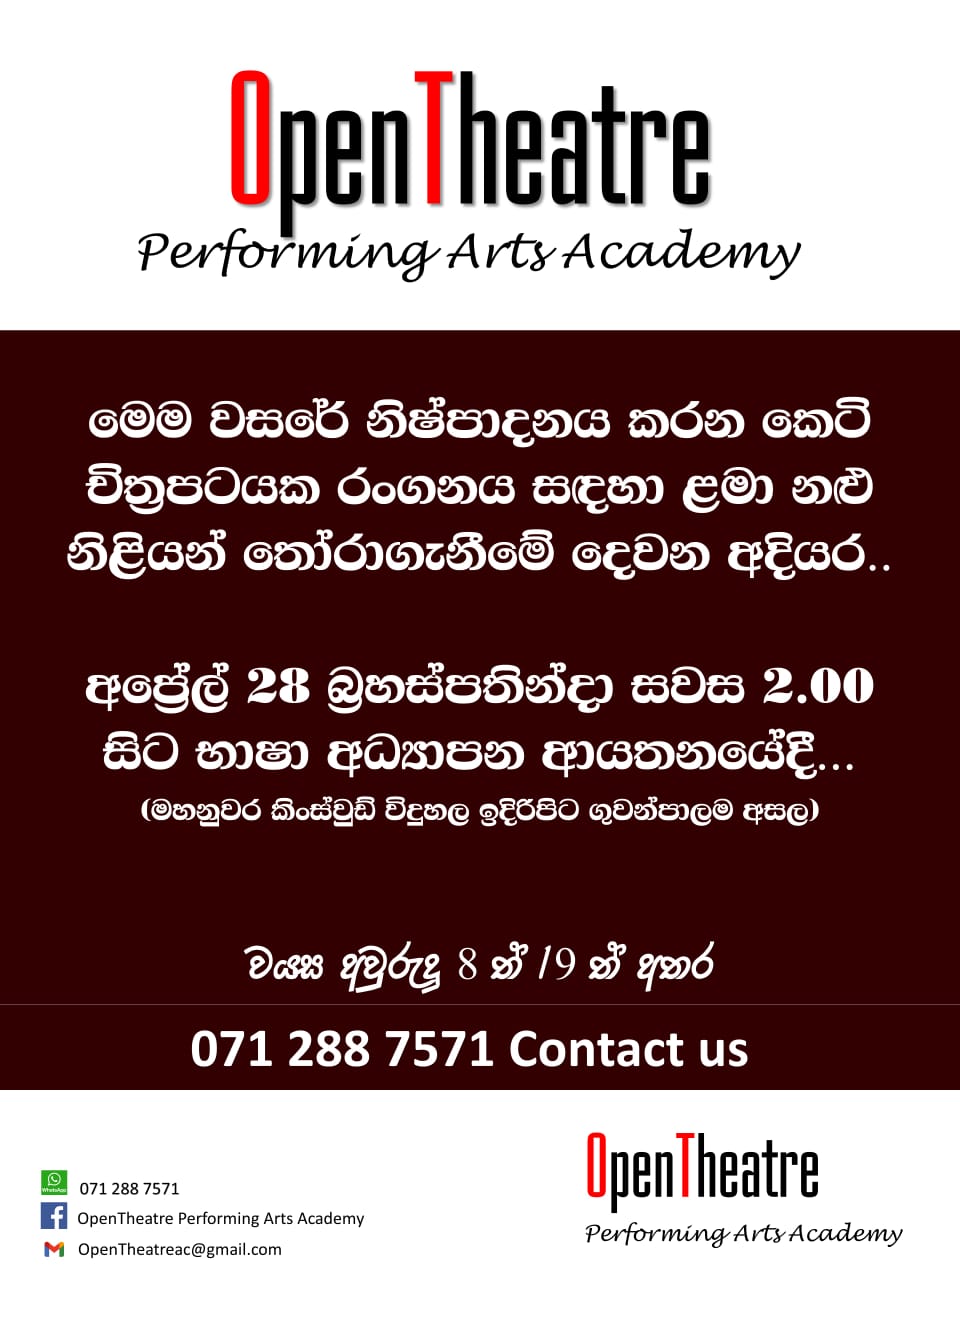 OpenTheatre
Performing Arts Academy
මෙම වසරේ නිෂ්පාදනය කරන කෙටි
චිත්‍රපටයක රංගනය සඳහා ළමා නළු
නිළියන් තෝරාගැනීමේ දෙවන අදියර..
අප්‍රේල් 28 බ්‍රහස්පතින්දා සවස 2.00
සිට භාෂා අධ්‍යාපන ආයතනයේදී...
(මහනුවර කිංස්වුඩ් විදුහල ඉදිරිපිට ගුවන්පාලම අසල)
වයස අවුරුදු 8 ත් /9 ත් අතර
071 288 7571 Contact us
WhatsApp
071 288 7571
OpenTheatre Performing Arts Academy
OpenTheatreac@gmail.com
OpenTheatre
Performing Arts Academy